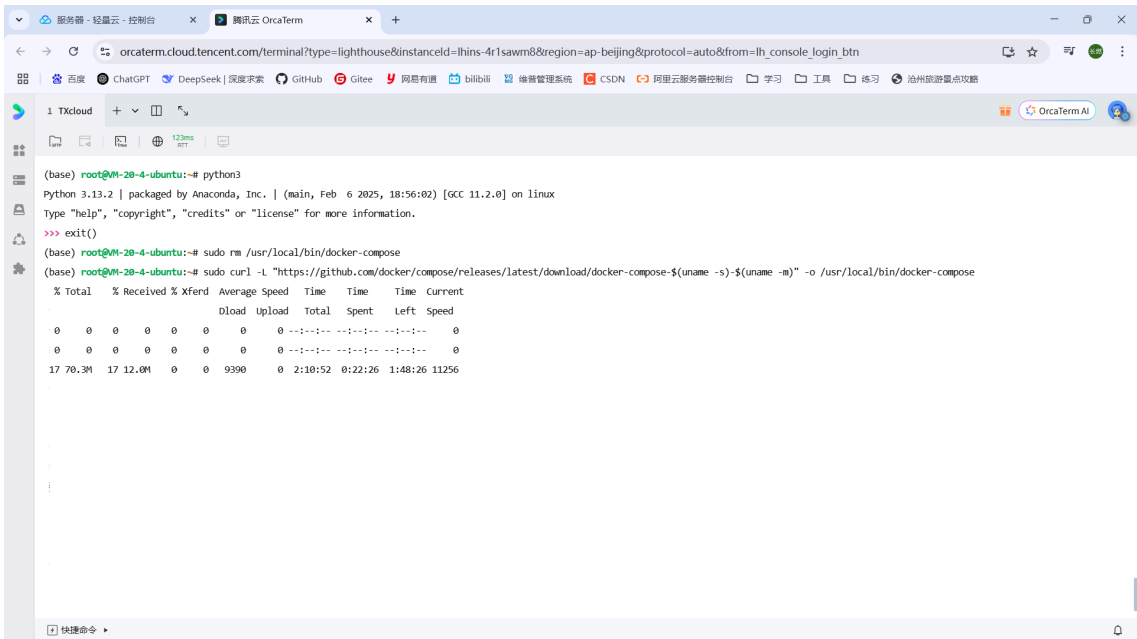 服务器 - 轻量云 - 控制台
腾讯云 OrcaTerm
orcaterm.cloud.tencent.com/terminal?type=lighthouse&instanceId=lhins-4r1sawm8&region=ap-beijing&protocol=auto&from=lh_console_login_btn
百度 ChatGPT DeepSeek | 深度求索 GitHub Gitee 网易有道 bilibili 维普管理系统 CSDN 阿里云服务器控制台 学习 工具 练习 沧州旅游景点攻略
1 TXcloud
OrcaTerm AI
123ms
RTT
(base) root@VM-20-4-ubuntu:~# python3
Python 3.13.2 | packaged by Anaconda, Inc. | (main, Feb  6 2025, 18:56:02) [GCC 11.2.0] on linux
Type "help", "copyright", "credits" or "license" for more information.
>>> exit()
(base) root@VM-20-4-ubuntu:~# sudo rm /usr/local/bin/docker-compose
(base) root@VM-20-4-ubuntu:~# sudo curl -L "https://github.com/docker/compose/releases/latest/download/docker-compose-$(uname -s)-$(uname -m)" -o /usr/local/bin/docker-compose
% Total    % Received % Xferd  Average Speed   Time    Time     Time  Current
Dload  Upload   Total   Spent    Left  Speed
0     0    0     0    0     0      0      0 --:--:-- --:--:-- --:--:--     0
0     0    0     0    0     0      0      0 --:--:-- --:--:-- --:--:--     0
17 70.3M   17 12.0M    0     0   9390      0  2:10:52  0:22:26  1:48:26 11256
快捷命令